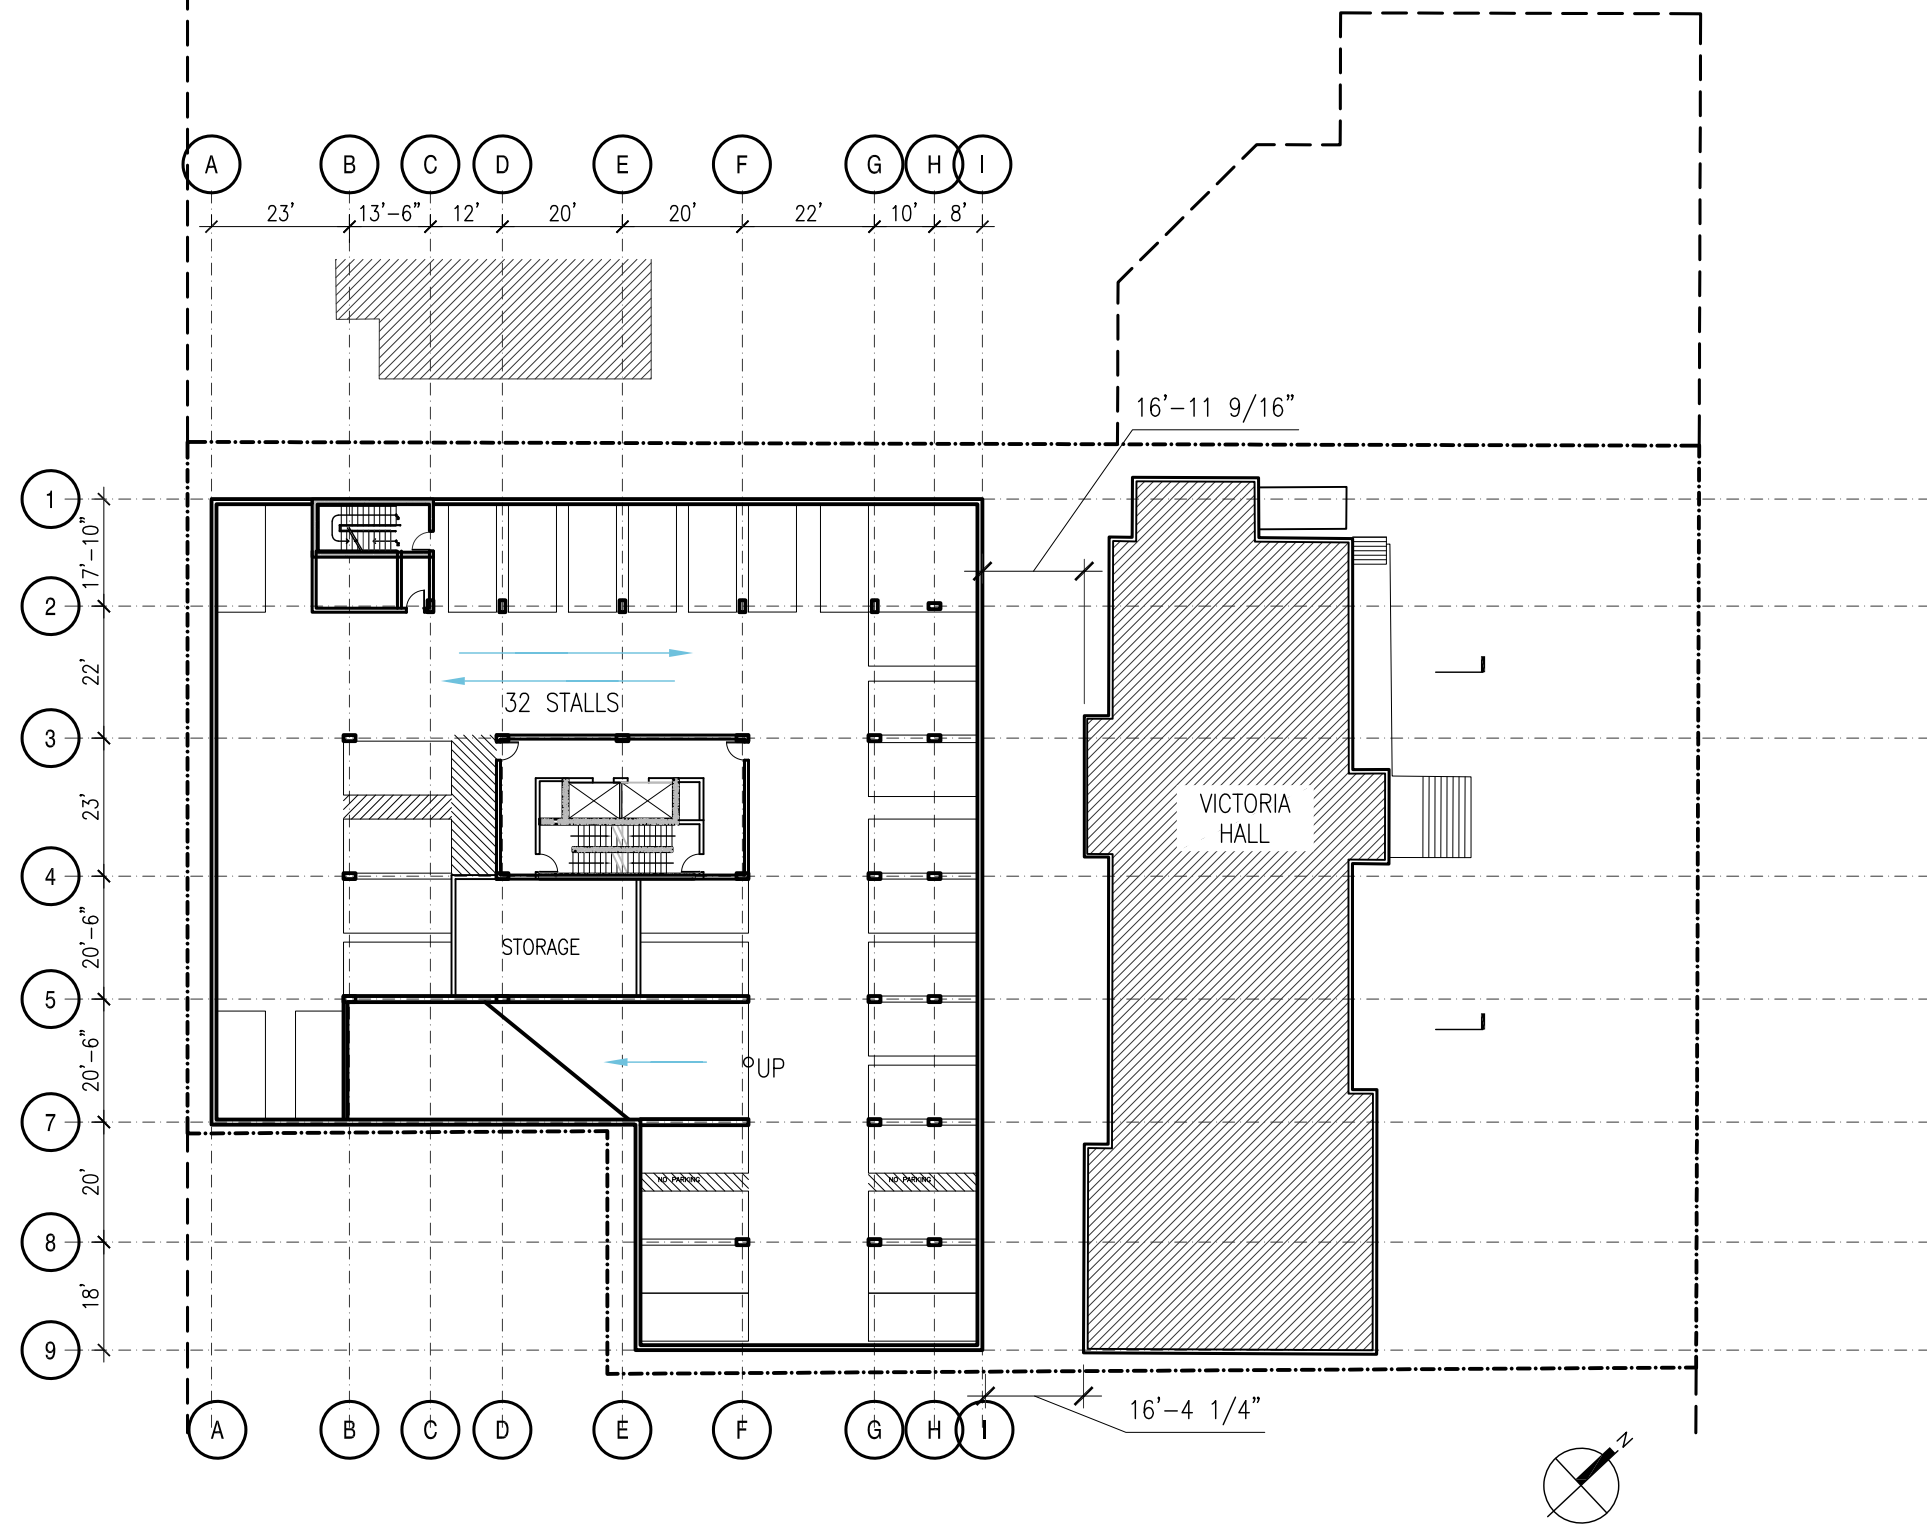 A B C D E F G H I
23’ 13’-6” 12’ 20’ 20’ 22’ 10’ 8’
16’-11 9/16”
1
17’-10”
2
22’
32 STALLS
3
23’
VICTORIA
HALL
4
20’-6”
STORAGE
5
20’-6”
UP
7
20’
NO PARKING NO PARKING
8
18’
9
16’-4 1/4”
A B C D E F G H I
N